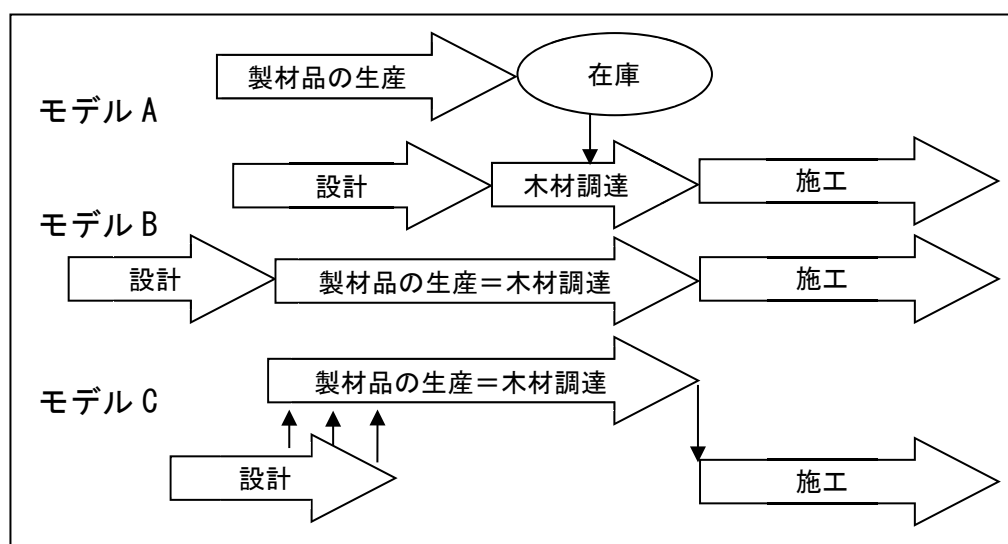 製材品の生産
在庫
モデル A
設計
木材調達
施工
モデル B
設計
製材品の生産＝木材調達
施工
製材品の生産＝木材調達
モデル C
設計
施工